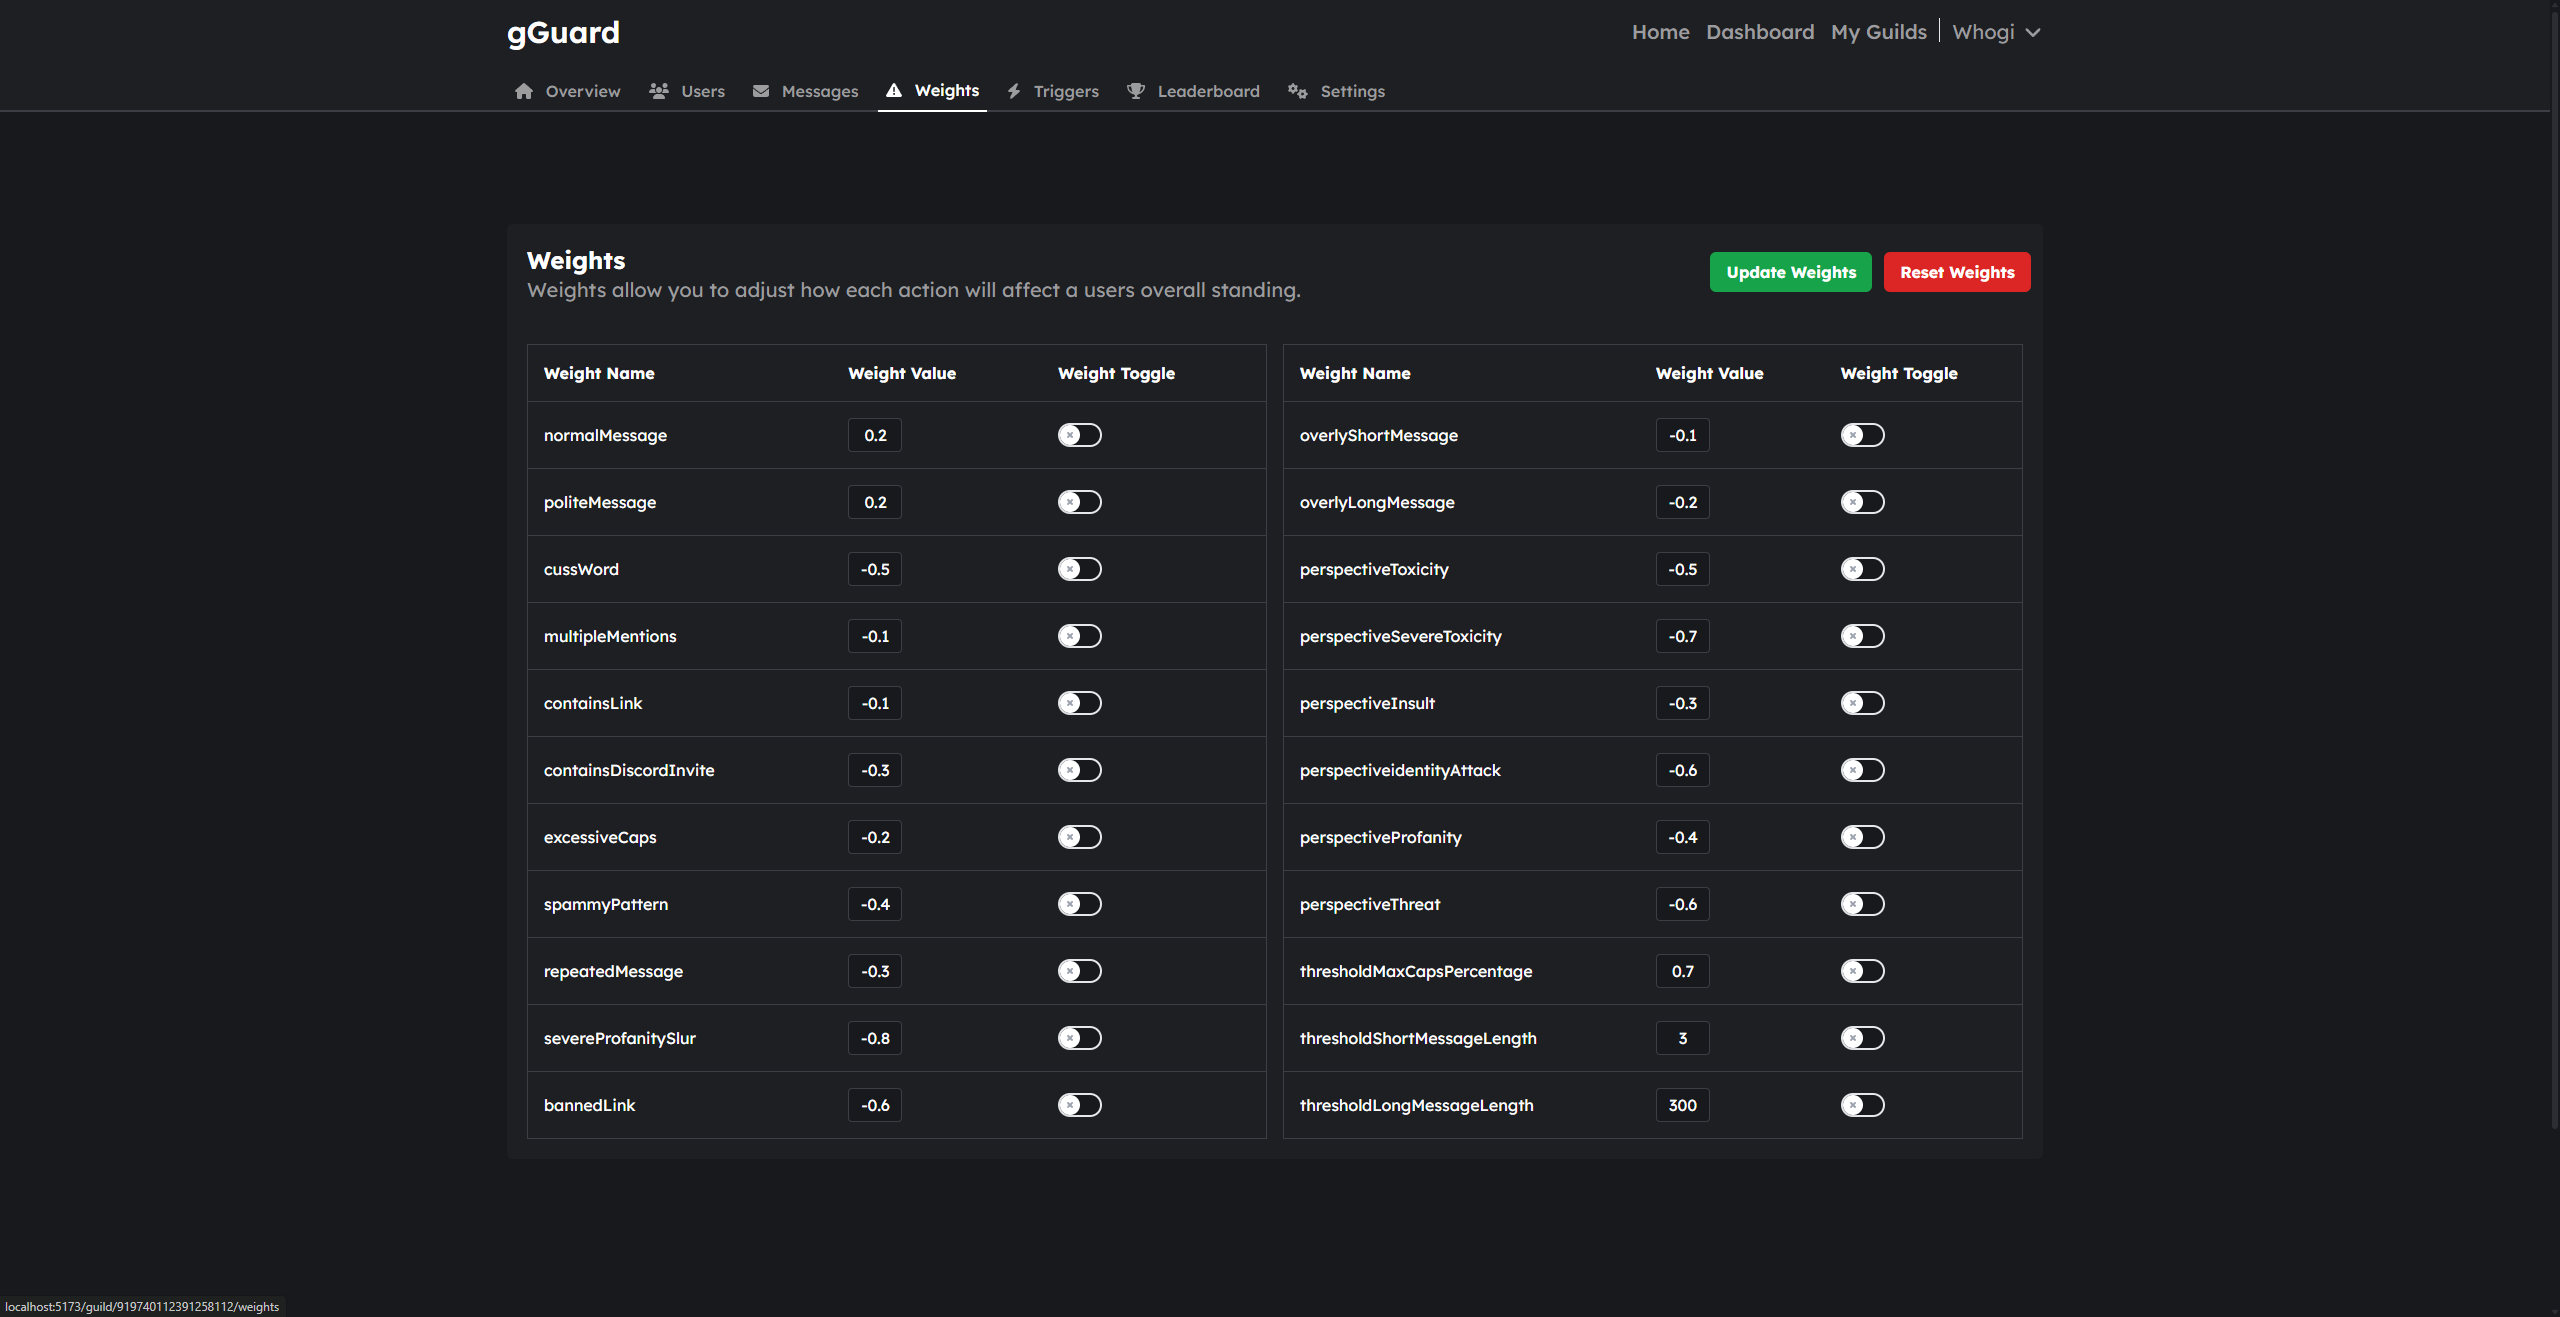 gGuard
Home Dashboard My Guilds Whogi
Overview Users Messages Weights Triggers Leaderboard Settings
Weights
Weights allow you to adjust how each action will affect a users overall standing.
Update Weights Reset Weights
Weight Name Weight Value Weight Toggle
normalMessage 0.2
politeMessage 0.2
cussWord -0.5
multipleMentions -0.1
containsLink -0.1
containsDiscordInvite -0.3
excessiveCaps -0.2
spammyPattern -0.4
repeatedMessage -0.3
severeProfanitySlur -0.8
bannedLink -0.6
Weight Name Weight Value Weight Toggle
overlyShortMessage -0.1
overlyLongMessage -0.2
perspectiveToxicity -0.5
perspectiveSevereToxicity -0.7
perspectiveInsult -0.3
perspectiveidentityAttack -0.6
perspectiveProfanity -0.4
perspectiveThreat -0.6
thresholdMaxCapsPercentage 0.7
thresholdShortMessageLength 3
thresholdLongMessageLength 300
localhost:5173/guild/919740112391258112/weights